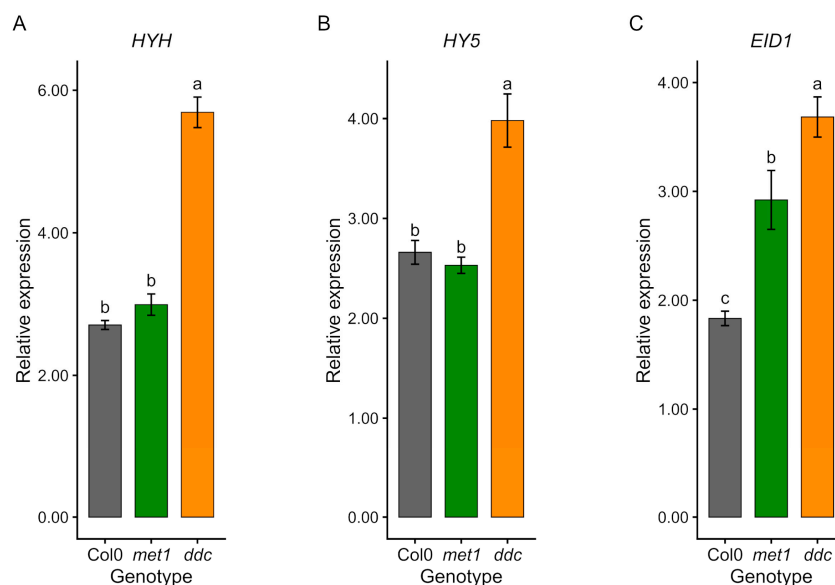 A
HYH
Relative expression
6.00
4.00
2.00
0.00
b
b
a
Col0 met1 ddc
Genotype
B
HY5
Relative expression
4.00
3.00
2.00
1.00
0.00
b
b
a
Col0 met1 ddc
Genotype
C
EID1
Relative expression
4.00
3.00
2.00
1.00
0.00
c
b
a
Col0 met1 ddc
Genotype